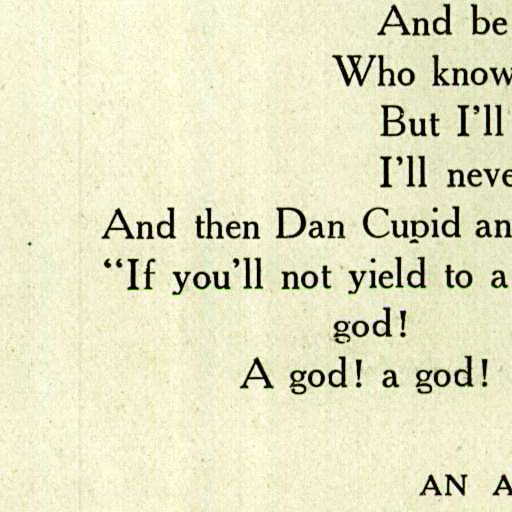 And be
Who know
But I'll
I'll neve
And then Dan Cupid an
"If you'll not yield to a
god!
A god! a god!
AN A